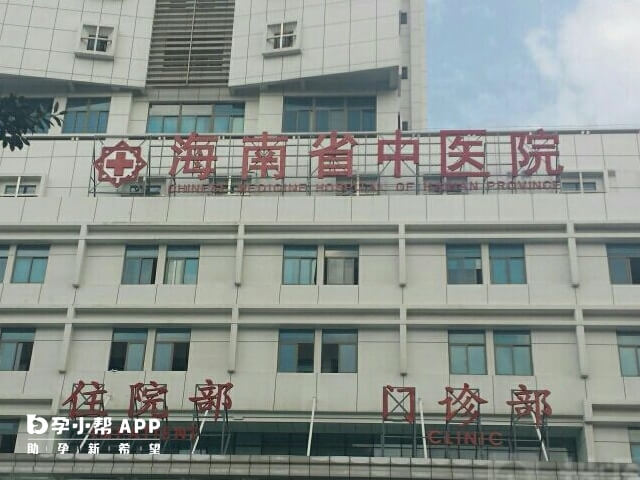 海南省中医院
CHINESE MEDICINE HOSPITAL OF HAINAN PROVINCE
住院部
门诊部
CLINIC
孕小帮 APP
助孕新希望